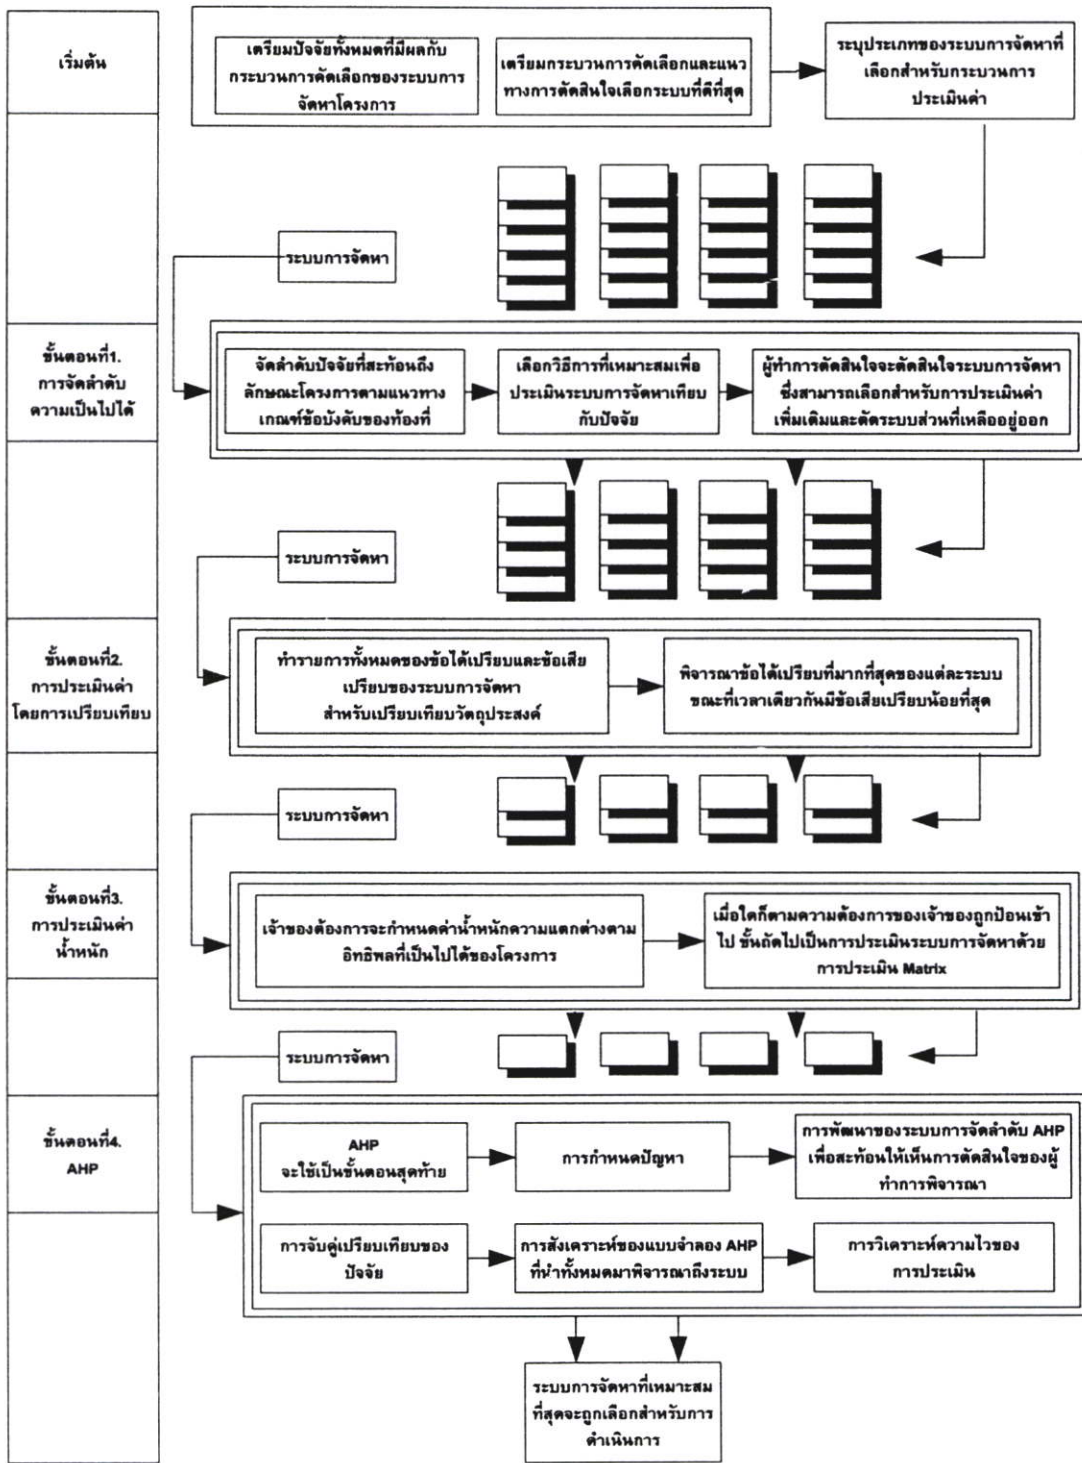 เริ่มต้น
เตรียมปัจจัยทั้งหมดที่มีผลกับ
กระบวนการคัดเลือกของระบบการ
จัดหาโครงการ
เตรียมกระบวนการคัดเลือกและแนว
ทางการตัดสินใจเลือกระบบที่ดีที่สุด
ระบุประเภทของระบบการจัดหาที่
เลือกสำหรับกระบวนการ
ประเมินค่า
ระบบการจัดหา
ขั้นตอนที่1.
การจัดลำดับ
ความเป็นไปได้
จัดลำดับปัจจัยที่สะท้อนถึง
ลักษณะโครงการตามแนวทาง
เกณฑ์ข้อบังคับของท้องที่
เลือกวิธีการที่เหมาะสมเพื่อ
ประเมินระบบการจัดหาเทียบ
กับปัจจัย
ผู้ทำการตัดสินใจจะตัดสินใจระบบการจัดหา
ซึ่งสามารถเลือกสำหรับการประเมินค่า
เพิ่มเติมและตัดระบบส่วนที่เหลืออยู่ออก
ระบบการจัดหา
ขั้นตอนที่2.
การประเมินค่า
โดยการเปรียบเทียบ
ทำรายการทั้งหมดของข้อได้เปรียบและข้อเสีย
เปรียบของระบบการจัดหา
สำหรับเปรียบเทียบวัตถุประสงค์
พิจารณาข้อได้เปรียบที่มากที่สุดของแต่ละระบบ
ขณะที่เวลาเดียวกันมีข้อเสียเปรียบน้อยที่สุด
ระบบการจัดหา
ขั้นตอนที่3.
การประเมินค่า
น้ำหนัก
เจ้าของต้องการจะกำหนดค่าน้ำหนักความแตกต่างตาม
อิทธิพลที่เป็นไปได้ของโครงการ
เมื่อใดก็ตามความต้องการของเจ้าของถูกป้อนเข้า
ไป ขั้นถัดไปเป็นการประเมินระบบการจัดหาด้วย
การประเมิน Matrix
ระบบการจัดหา
ขั้นตอนที่4.
AHP
AHP
จะใช้เป็นขั้นตอนสุดท้าย
การกำหนดปัญหา
การพัฒนาของระบบการจัดลำดับ AHP
เพื่อสะท้อนให้เห็นการตัดสินใจของผู้
ทำการพิจารณา
การจับคู่เปรียบเทียบของ
ปัจจัย
การสังเคราะห์ของแบบจำลอง AHP
ที่นำทั้งหมดมาพิจารณาถึงระบบ
การวิเคราะห์ความไวของ
การประเมิน
ระบบการจัดหาที่เหมาะสม
ที่สุดจะถูกเลือกสำหรับการ
ดำเนินการ